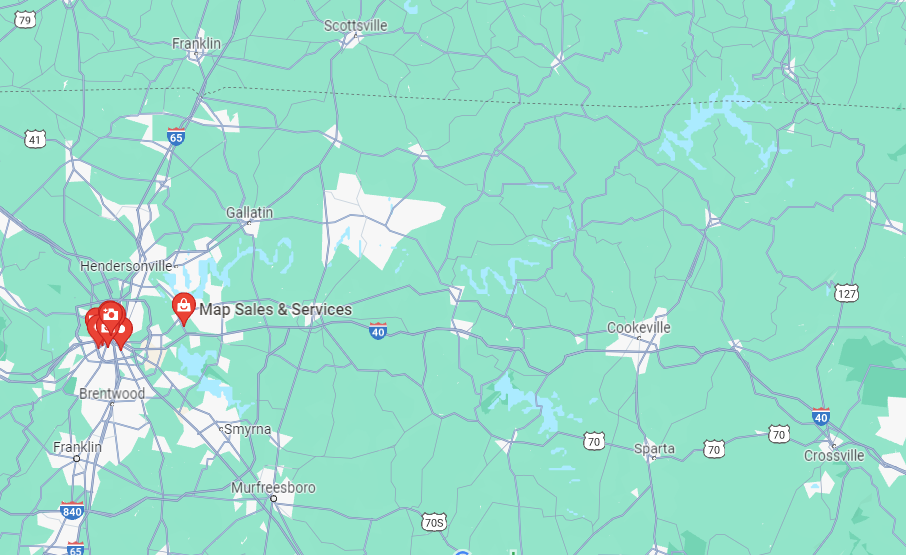 79
Scottsville
Franklin
41
65
Gallatin
Hendersonville
127
Map Sales & Services
40
Cookeville
Brentwood
40
Smyrna
70
70
70
Franklin
Sparta
Crossville
Murfreesboro
840
70S
65